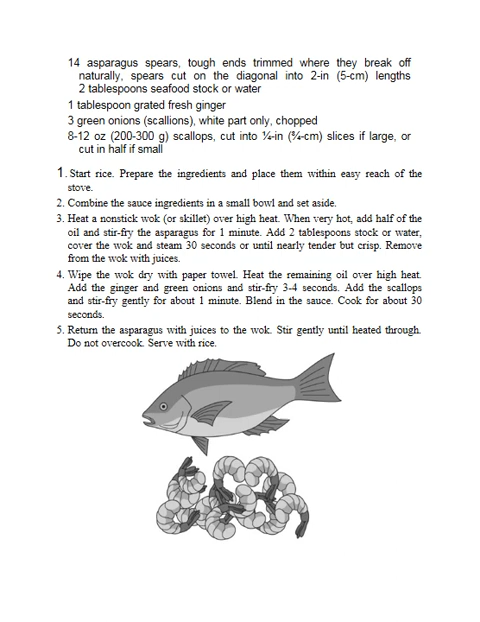 14 asparagus spears, tough ends trimmed where they break off
naturally, spears cut on the diagonal into 2-in (5-cm) lengths
2 tablespoons seafood stock or water
1 tablespoon grated fresh ginger
3 green onions (scallions), white part only, chopped
8-12 oz (200-300 g) scallops, cut into ¼-in (¾-cm) slices if large, or
cut in half if small
1. Start rice. Prepare the ingredients and place them within easy reach of the
stove.
2. Combine the sauce ingredients in a small bowl and set aside.
3. Heat a nonstick wok (or skillet) over high heat. When very hot, add half of the
oil and stir-fry the asparagus for 1 minute. Add 2 tablespoons stock or water,
cover the wok and steam 30 seconds or until nearly tender but crisp. Remove
from the wok with juices.
4. Wipe the wok dry with paper towel. Heat the remaining oil over high heat.
Add the ginger and green onions and stir-fry 3-4 seconds. Add the scallops
and stir-fry gently for about 1 minute. Blend in the sauce. Cook for about 30
seconds.
5. Return the asparagus with juices to the wok. Stir gently until heated through.
Do not overcook. Serve with rice.